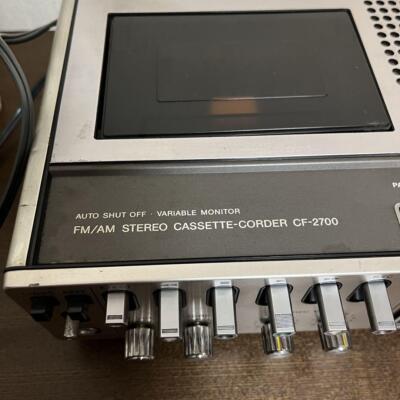 AUTO SHUT OFF · VARIABLE MONITOR
FM/AM STEREO CASSETTE-CORDER CF-2700